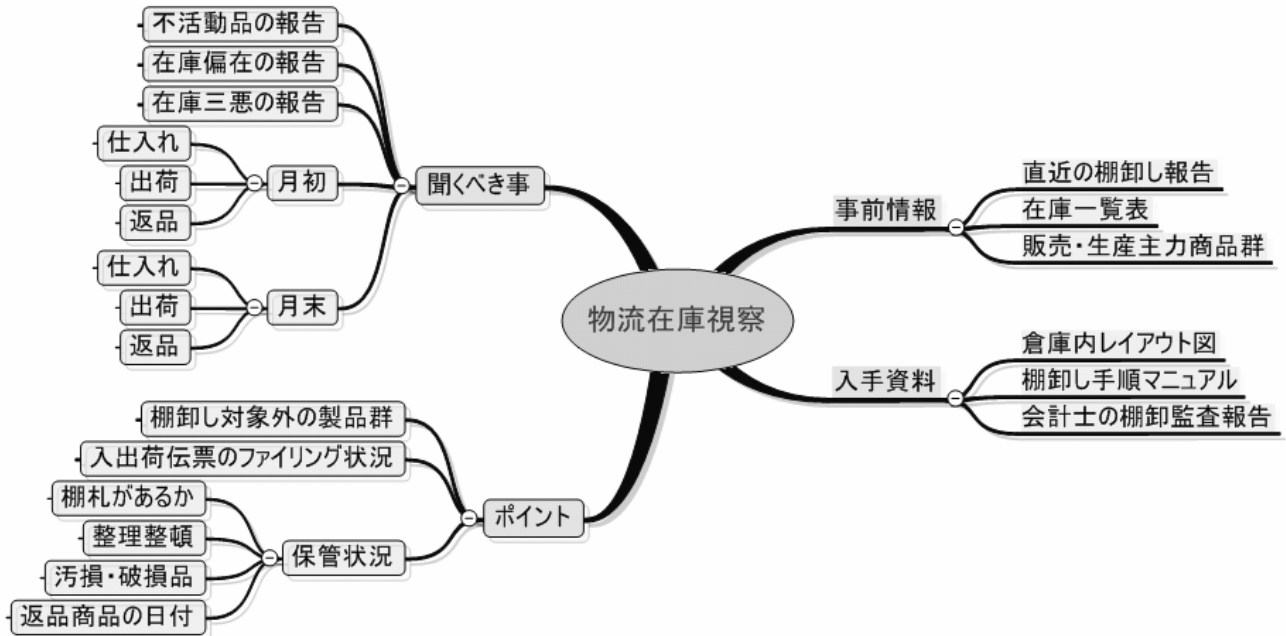 物流在庫視察
事前情報
直近の棚卸し報告
在庫一覧表
販売・生産主力商品群
入手資料
倉庫内レイアウト図
棚卸し手順マニュアル
会計士の棚卸監査報告
聞くべき事
不活動品の報告
在庫偏在の報告
在庫三悪の報告
月初
仕入れ
出荷
返品
月末
仕入れ
出荷
返品
ポイント
棚卸し対象外の製品群
入出荷伝票のファイリング状況
保管状況
棚札があるか
整理整頓
汚損・破損品
返品商品の日付